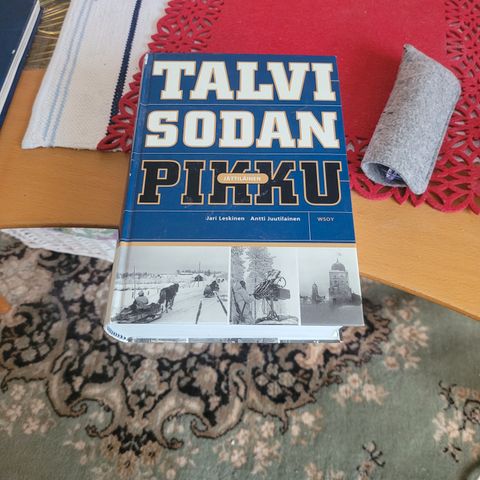 TALVI
SODAN
PIKKU
JÄTTILÄINEN
Jari Leskinen Antti Juutilainen WSOY